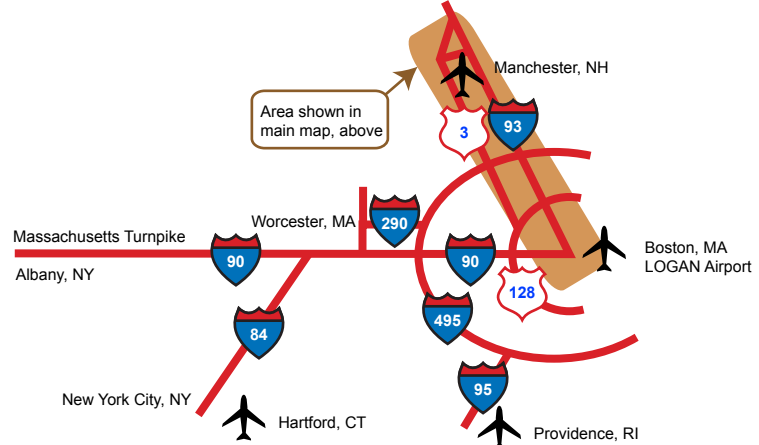 Manchester, NH
Area shown in
main map, above
3
93
Worcester, MA
290
Massachusetts Turnpike
90
90
Boston, MA
LOGAN Airport
Albany, NY
128
495
84
95
New York City, NY
Hartford, CT
Providence, RI